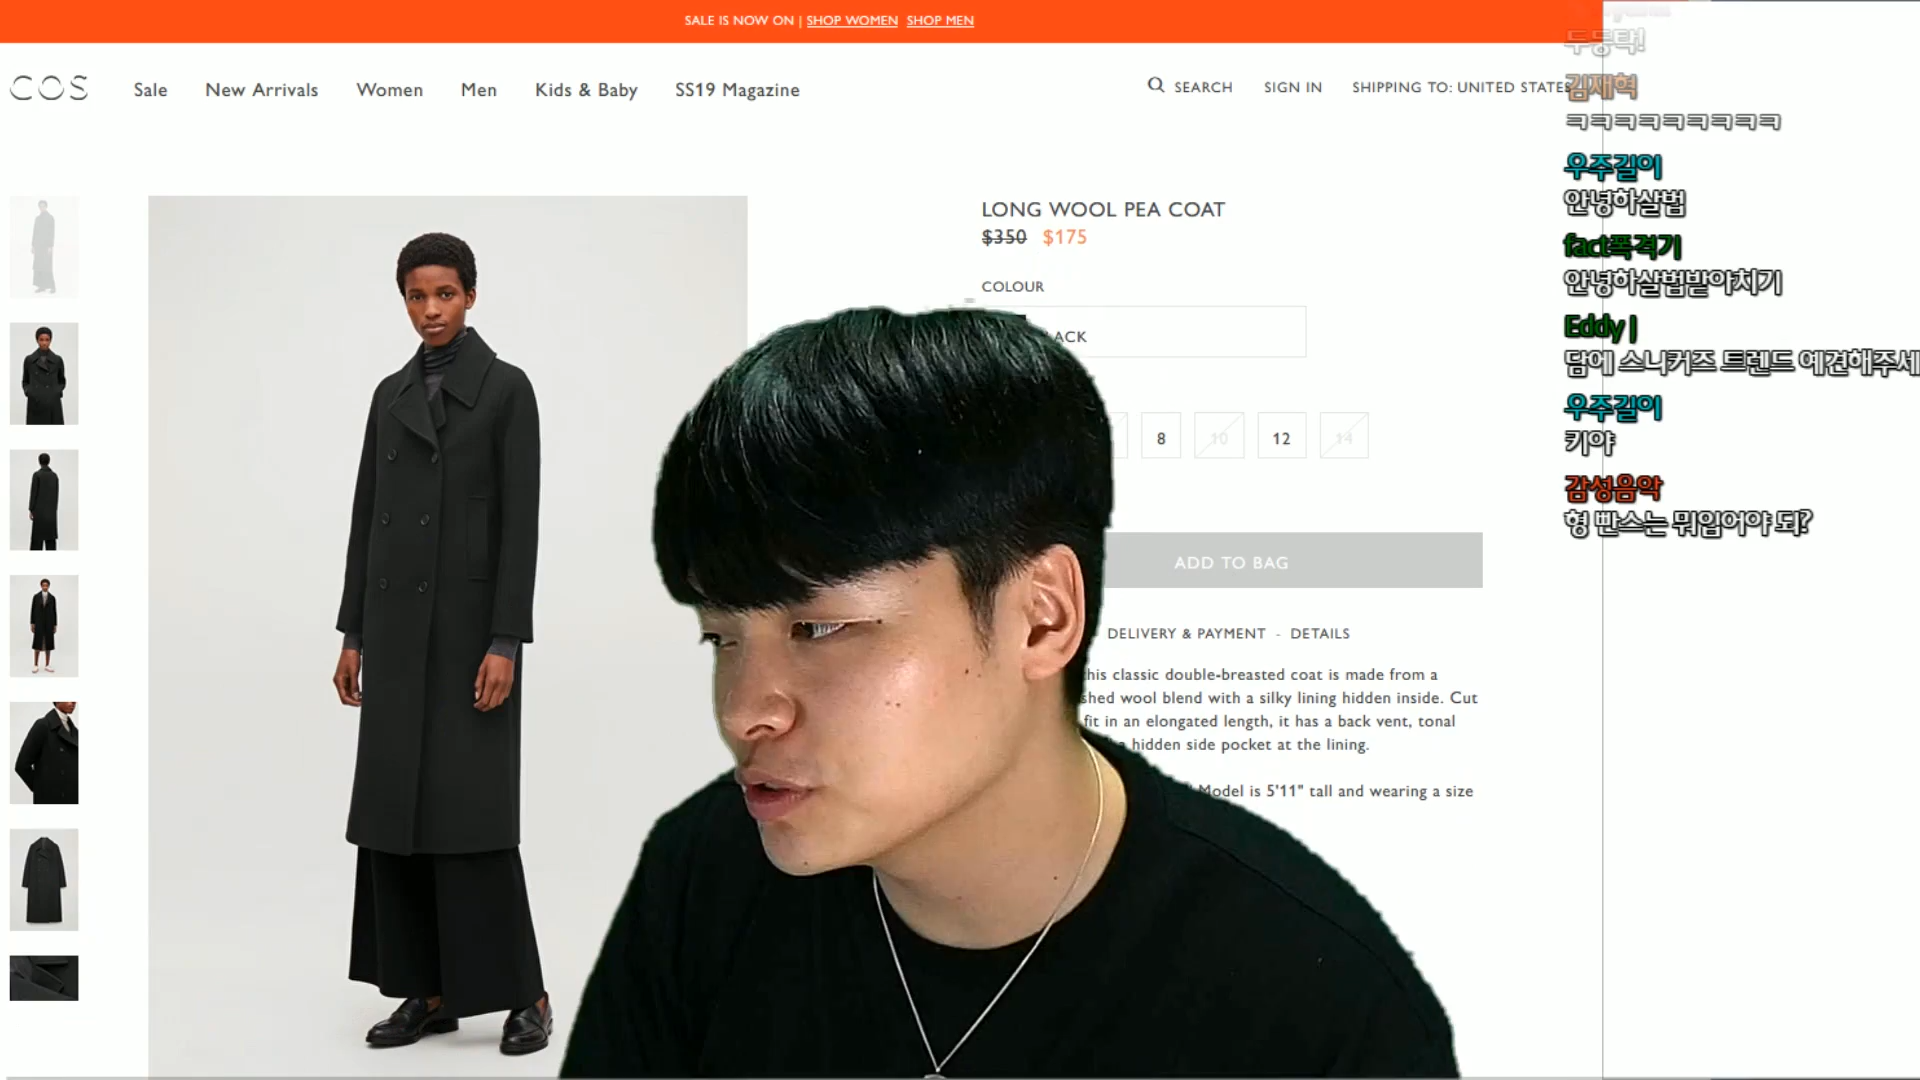 SALE IS NOW ON | SHOP WOMEN SHOP MEN
COS Sale New Arrivals Women Men Kids & Baby SS19 Magazine SEARCH SIGN IN SHIPPING TO: UNITED STATES
LONG WOOL PEA COAT
$350 $175
COLOUR
ACK
8 10 12 14
ADD TO BAG
DELIVERY & PAYMENT - DETAILS
this classic double-breasted coat is made from a
shed wool blend with a silky lining hidden inside. Cut
fit in an elongated length, it has a back vent, tonal
hidden side pocket at the lining.
Model is 5'11" tall and wearing a size
두둥탁!
김재혁
ㅋㅋㅋㅋㅋㅋㅋㅋㅋ
우주길이
안녕하살법
fact폭격기
안녕하살법받아치기
Eddy J
담에 스니커즈 트렌드 예견해주세
우주길이
키야
감성음악
형 빤스는 뭐입어야 되?